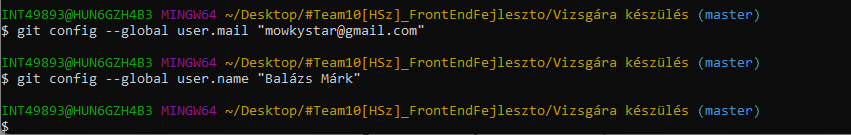 INT49893@HUN6GZH4B3 MINGW64 ~/Desktop/#Team10[HSz]_FrontEndFejleszto/Vizsgára készülés (master)
$ git config --global user.mail "mowkystar@gmail.com"
INT49893@HUN6GZH4B3 MINGW64 ~/Desktop/#Team10[HSz]_FrontEndFejleszto/Vizsgára készülés (master)
$ git config --global user.name "Balázs Márk"
INT49893@HUN6GZH4B3 MINGW64 ~/Desktop/#Team10[HSz]_FrontEndFejleszto/Vizsgára készülés (master)
$